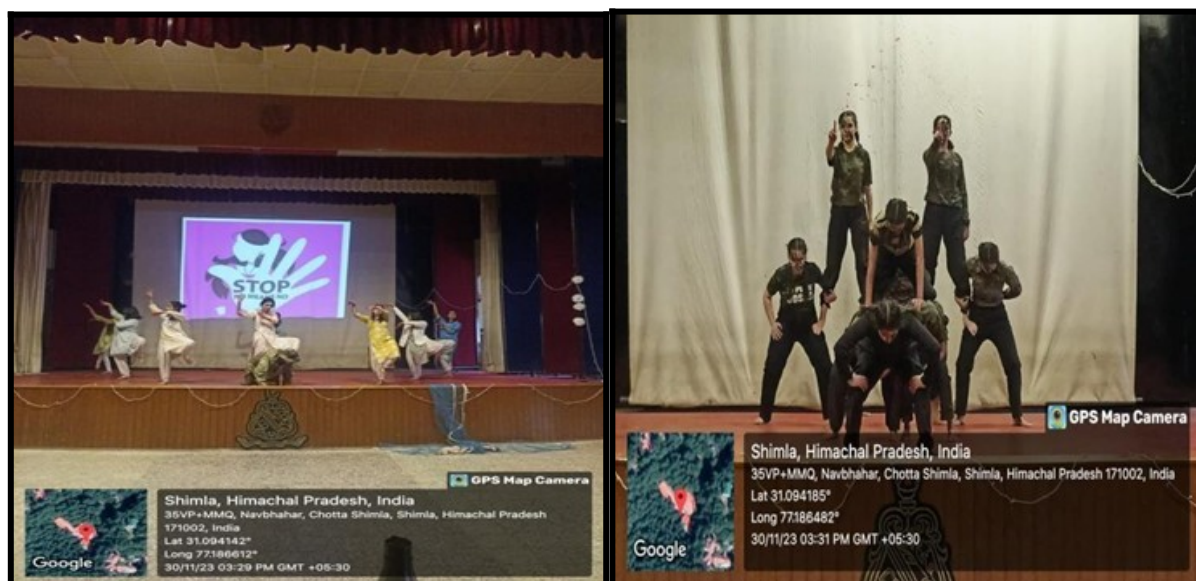 STOP
GPS Map Camera
Shimla, Himachal Pradesh, India
35VP+MMQ, Navbhahar, Chotta Shimla, Shimla, Himachal Pradesh
171002, India
Lat 31.094142°
Long 77.186612°
30/11/23 03:29 PM GMT +05:30
Google
GPS Map Camera
Shimla, Himachal Pradesh, India
35VP+MMQ, Navbhahar, Chotta Shimla, Shimla, Himachal Pradesh 171002, India
Lat 31.094185°
Long 77.186482°
30/11/23 03:31 PM GMT +05:30
Google